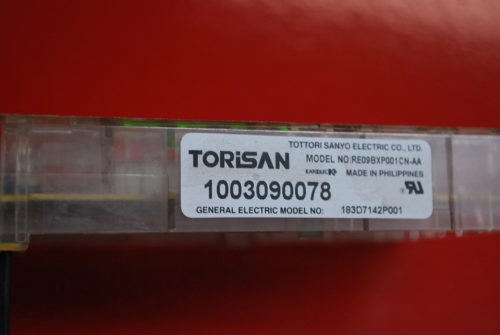 TOTTORI SANYO ELECTRIC CO., LTD.
TORiSAN MODEL NO:RE09BXP001CN-AA
MADE IN PHILIPPINES
1003090078
GENERAL ELECTRIC MODEL NO: 183D7142P001